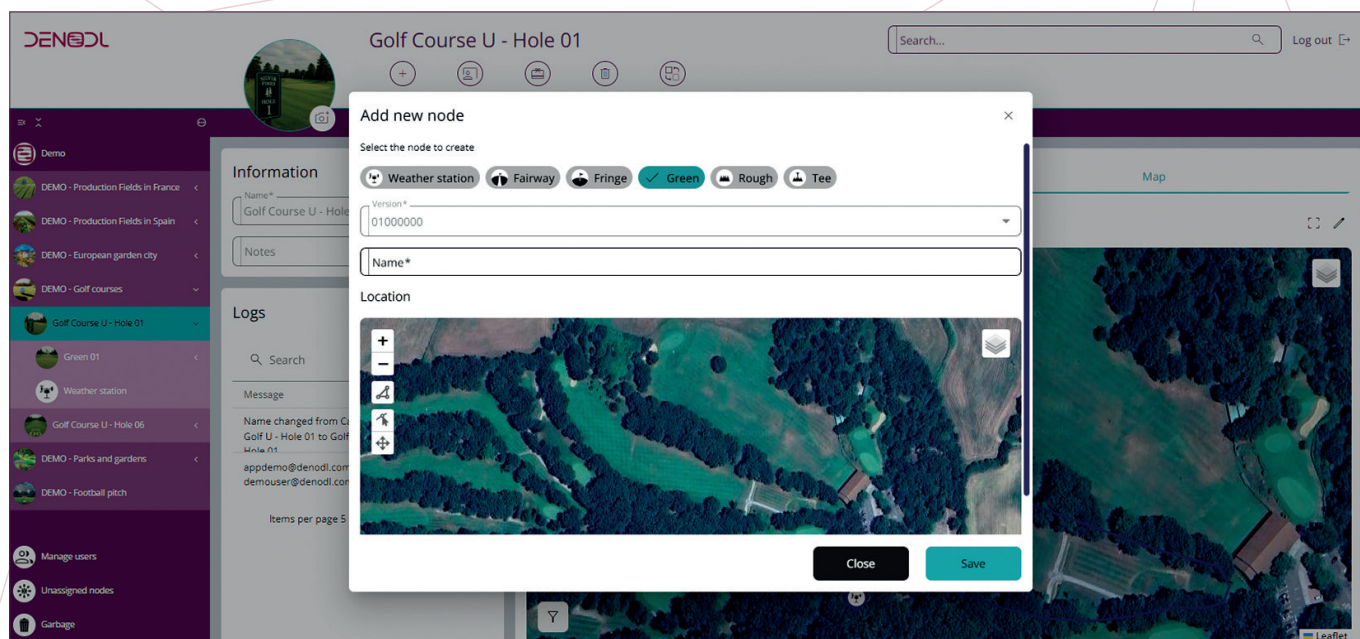 DENODL
Golf Course U - Hole 01
Search...
Log out
HOLE
1
Demo
DEMO - Production Fields in France
DEMO - Production Fields in Spain
DEMO - European garden city
DEMO - Golf courses
Golf Course U - Hole 01
Green 01
Weather station
Golf Course U - Hole 06
DEMO - Parks and gardens
DEMO - Football pitch
Manage users
Unassigned nodes
Garbage
Information
Name*
Golf Course U - Hole
Notes
Logs
Search
Message
Name changed from Ca
Golf U - Hole 01 to Golf
Hole 01
appdemo@denodl.com
demouser@denodl.com
Items per page 5
Add new node
Select the node to create
Weather station
Fairway
Fringe
Green
Rough
Tee
Version*
01000000
Name*
Location
+
−
Close
Save
Map
Leaflet